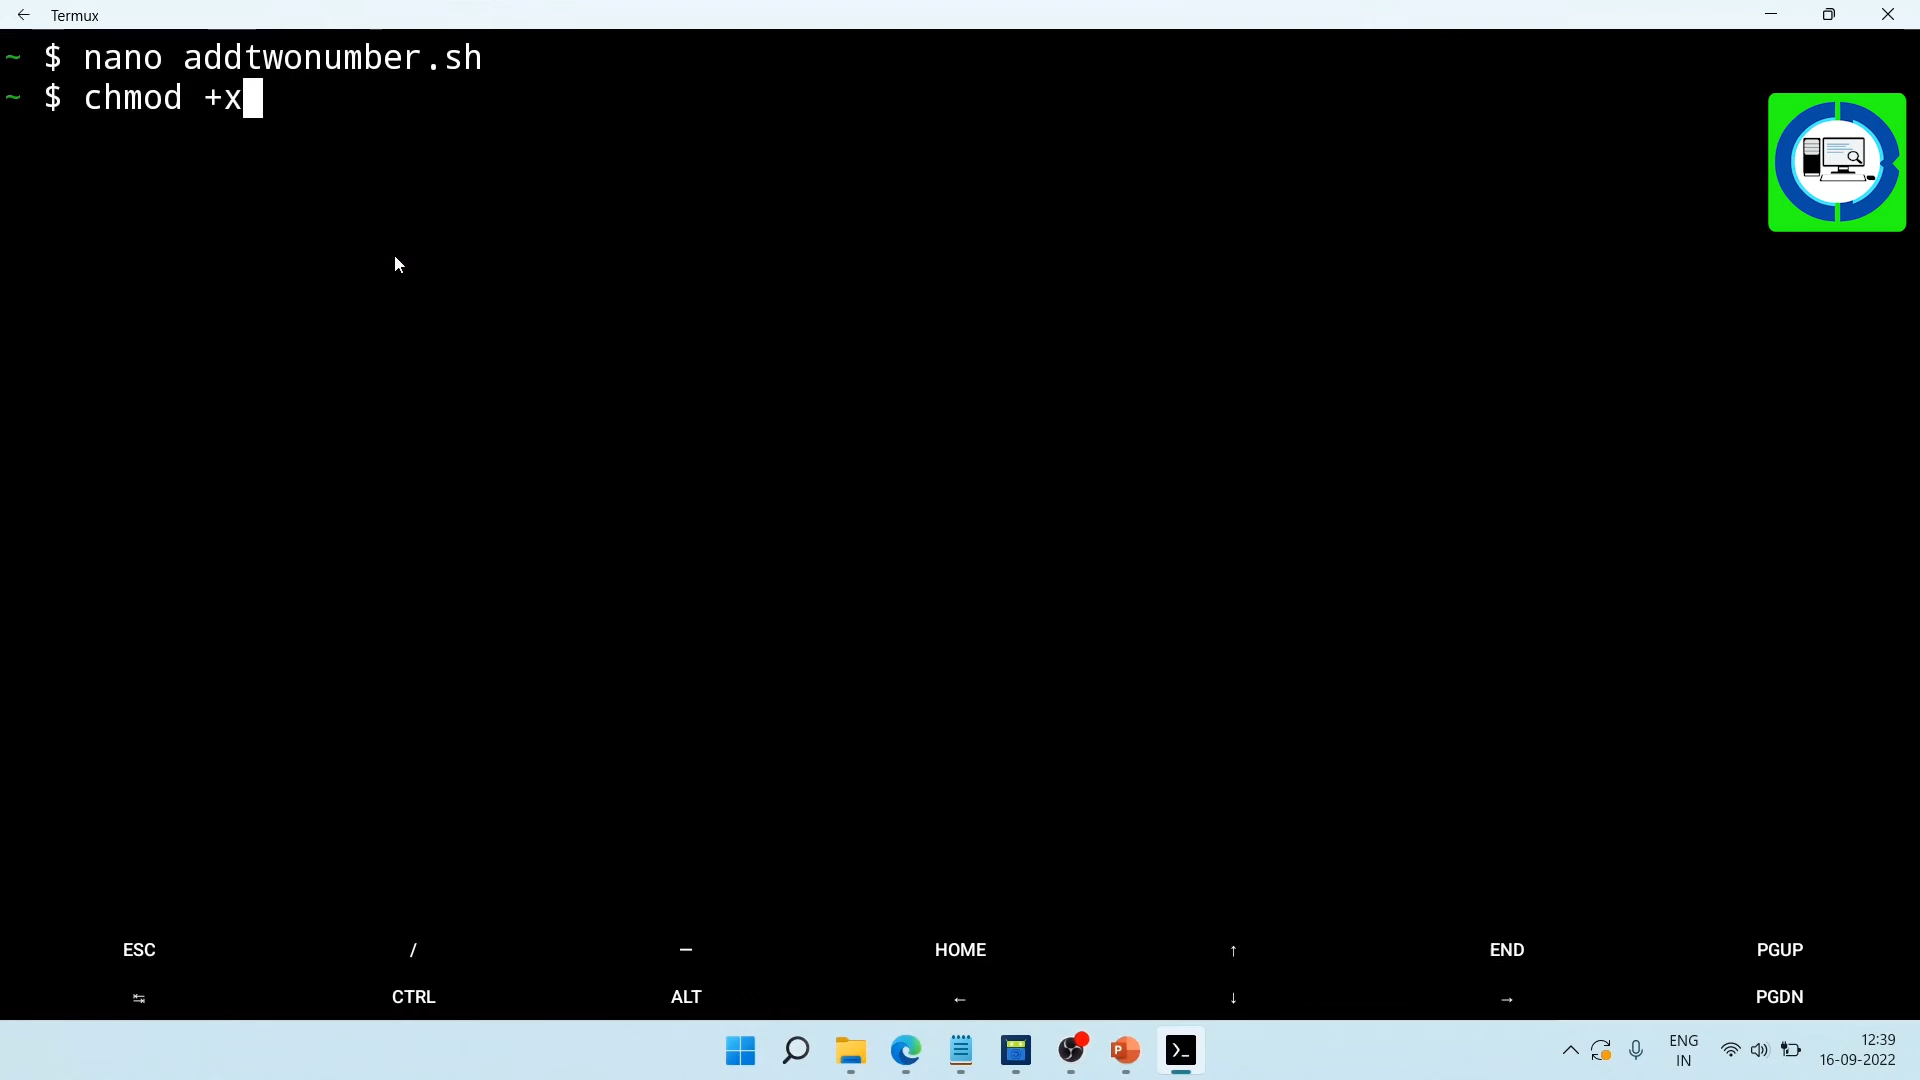 Termux
~ $ nano addtwonumber.sh
~ $ chmod +x
ESC / — HOME ↑ END PGUP
↹ CTRL ALT ← ↓ → PGDN
ENG
IN
12:39
16-09-2022